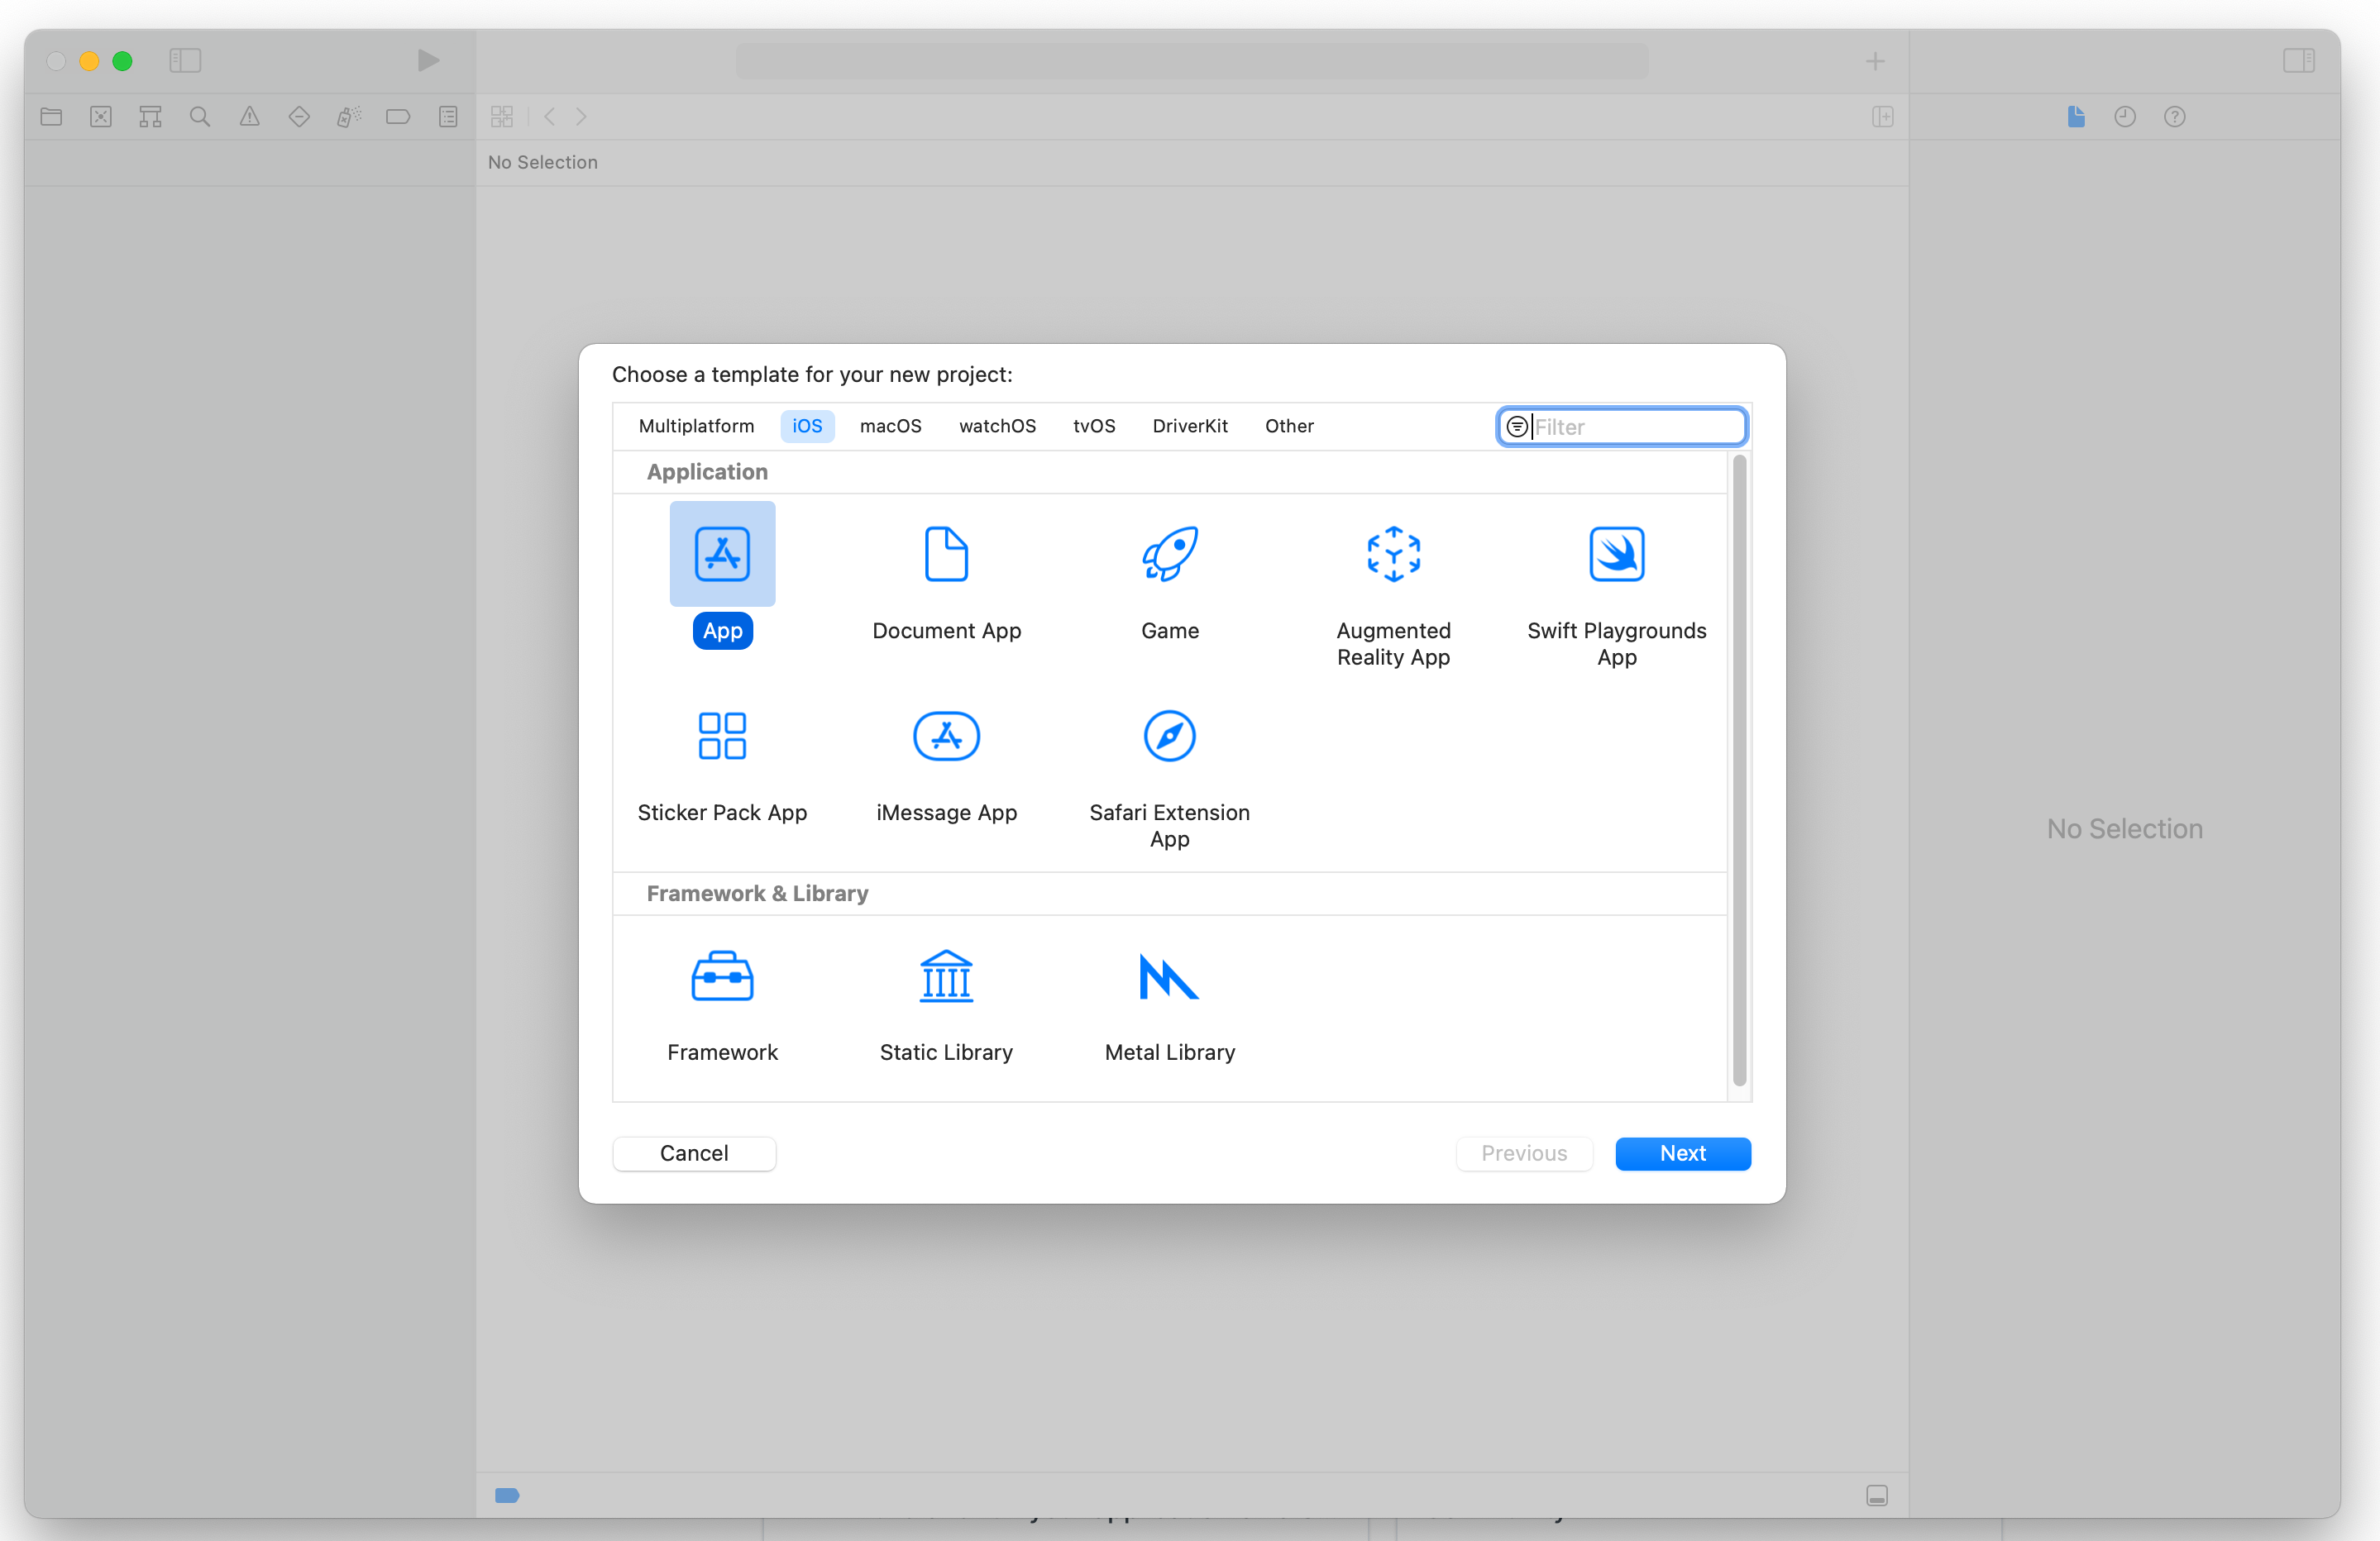 No Selection
Choose a template for your new project:
Multiplatform iOS macOS watchOS tvOS DriverKit Other Filter
Application
App Document App Game Augmented Reality App Swift Playgrounds App
Sticker Pack App iMessage App Safari Extension App
No Selection
Framework & Library
Framework Static Library Metal Library
Cancel Previous Next